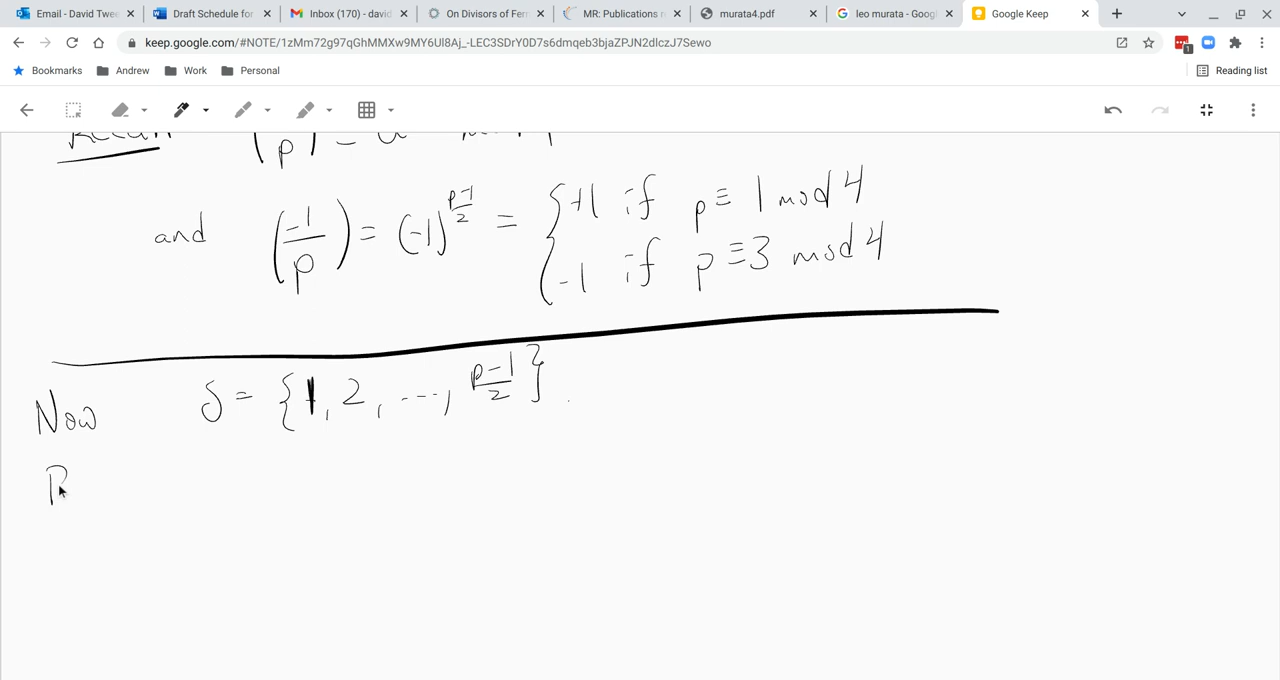 Email - David Twee
Draft Schedule for
Inbox (170) - david
On Divisors of Fer
MR: Publications r
murata4.pdf
leo murata - Goog
Google Keep
keep.google.com/#NOTE/1zMm72g97qGhMMXw9MY6Ul8Aj_-LEC3SDrY0D7s6dmqeb3bjaZPJN2dlczJ7Sewo
1
Bookmarks
Andrew
Work
Personal
Reading list
and (-1/p) = (-1)^{p-1/2} = { +1 if p ≡ 1 mod 4
-1 if p ≡ 3 mod 4
Now S = {1, 2, ..., p-1/2}.